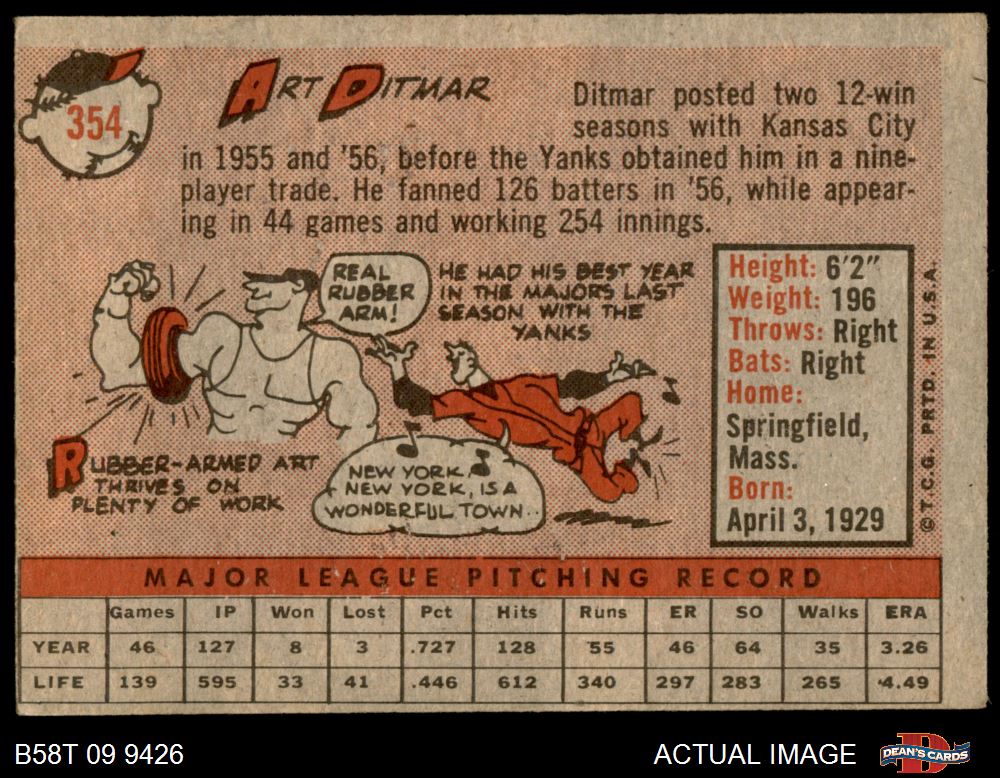 354
ART DITMAR
Ditmar posted two 12-win
seasons with Kansas City
in 1955 and '56, before the Yanks obtained him in a nine-
player trade. He fanned 126 batters in '56, while appear-
ing in 44 games and working 254 innings.
REAL
RUBBER
ARM!
HE HAD HIS BEST YEAR
IN THE MAJORS LAST
SEASON WITH THE
YANKS
RUBBER-ARMED ART
THRIVES ON
PLENTY OF WORK
NEW YORK
NEW YORK, IS A
WONDERFUL TOWN..
Height: 6'2"
Weight: 196
Throws: Right
Bats: Right
Home:
Springfield,
Mass.
Born:
April 3, 1929
© T.C.G. PRTD. IN U.S.A.
MAJOR LEAGUE PITCHING RECORD
Games IP Won Lost Pct Hits Runs ER SO Walks ERA
YEAR 46 127 8 3 .727 128 55 46 64 35 3.26
LIFE 139 595 33 41 .446 612 340 297 283 265 4.49
B58T 09 9426
ACTUAL IMAGE
DEAN'S CARDS